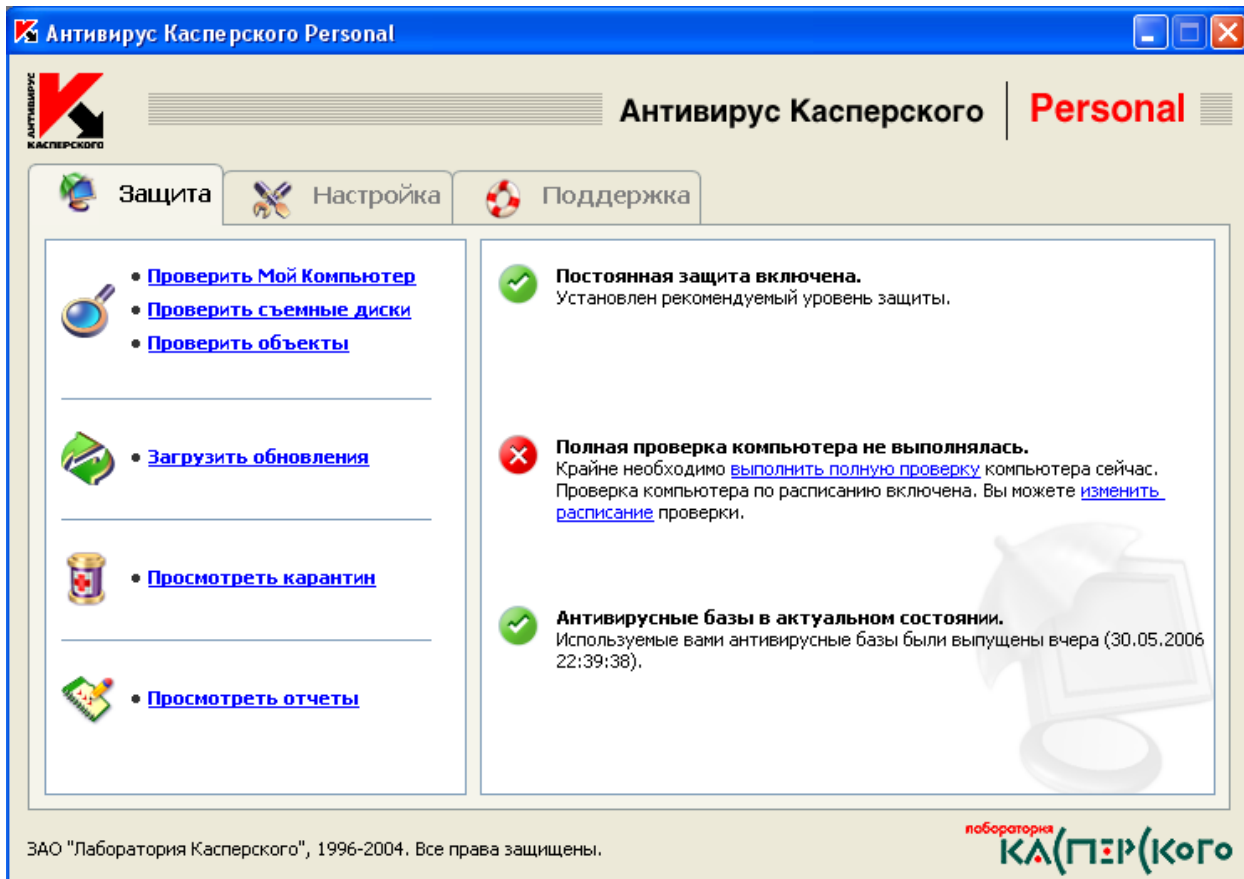 Антивирус Касперского Personal
АНТИВИРУС
КАСПЕРСКОГО
Антивирус Касперского Personal
Защита Настройка Поддержка
Проверить Мой Компьютер
Проверить съемные диски
Проверить объекты
Загрузить обновления
Просмотреть карантин
Просмотреть отчеты
Постоянная защита включена.
Установлен рекомендуемый уровень защиты.
Полная проверка компьютера не выполнялась.
Крайне необходимо выполнить полную проверку компьютера сейчас.
Проверка компьютера по расписанию включена. Вы можете изменить
расписание проверки.
Антивирусные базы в актуальном состоянии.
Используемые вами антивирусные базы были выпущены вчера (30.05.2006
22:39:38).
ЗАО "Лаборатория Касперского", 1996-2004. Все права защищены.
лаборатория
КАСПЕРСКОГО